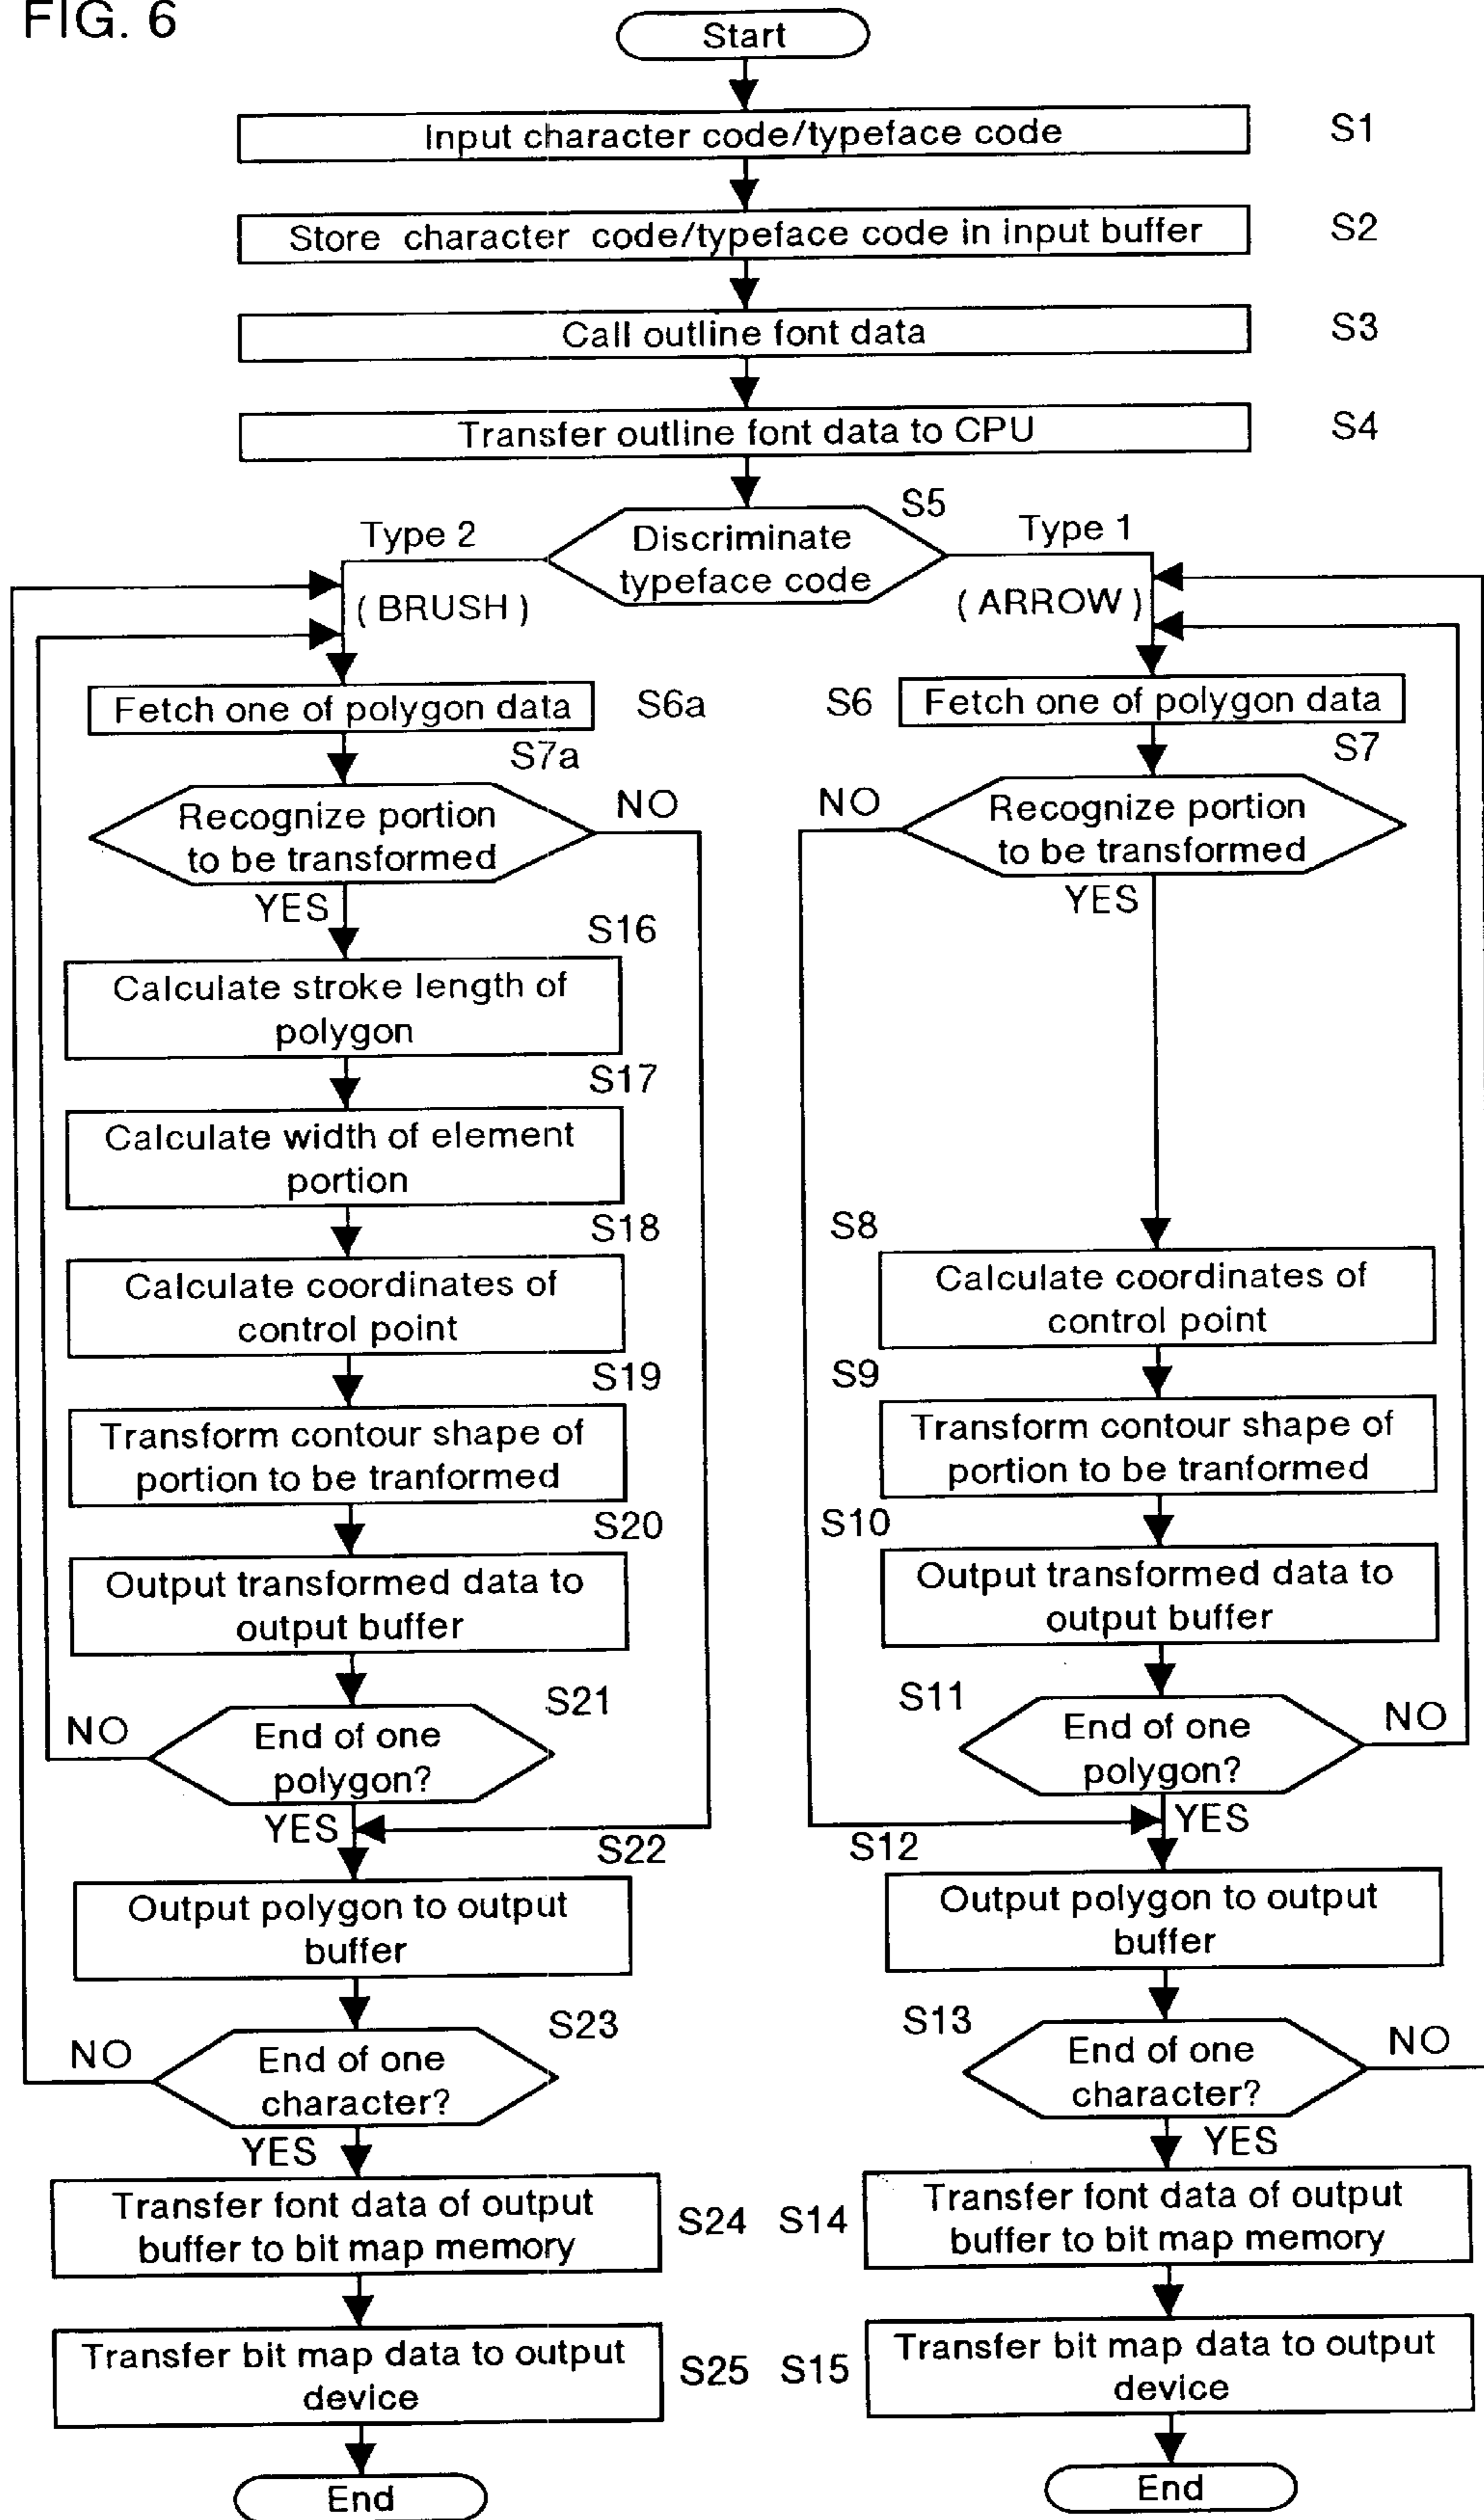 FIG. 6
Start
Input character code/typeface code
S1
Store character code/typeface code in input buffer
S2
Call outline font data
S3
Transfer outline font data to CPU
S4
S5
Discriminate
typeface code
Type 2
( BRUSH )
Type 1
( ARROW )
Fetch one of polygon data
S6a
S7a
Recognize portion
to be transformed
NO
YES
S16
Calculate stroke length of
polygon
S17
Calculate width of element
portion
S18
Calculate coordinates of
control point
S19
Transform contour shape of
portion to be tranformed
S20
Output transformed data to
output buffer
S21
End of one
polygon?
NO
YES
S22
Output polygon to output
buffer
S23
End of one
character?
NO
YES
Transfer font data of output
buffer to bit map memory
S24
Transfer bit map data to output
device
S25
End
S6
Fetch one of polygon data
S7
Recognize portion
to be transformed
NO
YES
S8
Calculate coordinates of
control point
S9
Transform contour shape of
portion to be tranformed
S10
Output transformed data to
output buffer
S11
End of one
polygon?
NO
YES
S12
Output polygon to output
buffer
S13
End of one
character?
NO
YES
S14
Transfer font data of output
buffer to bit map memory
S15
Transfer bit map data to output
device
End